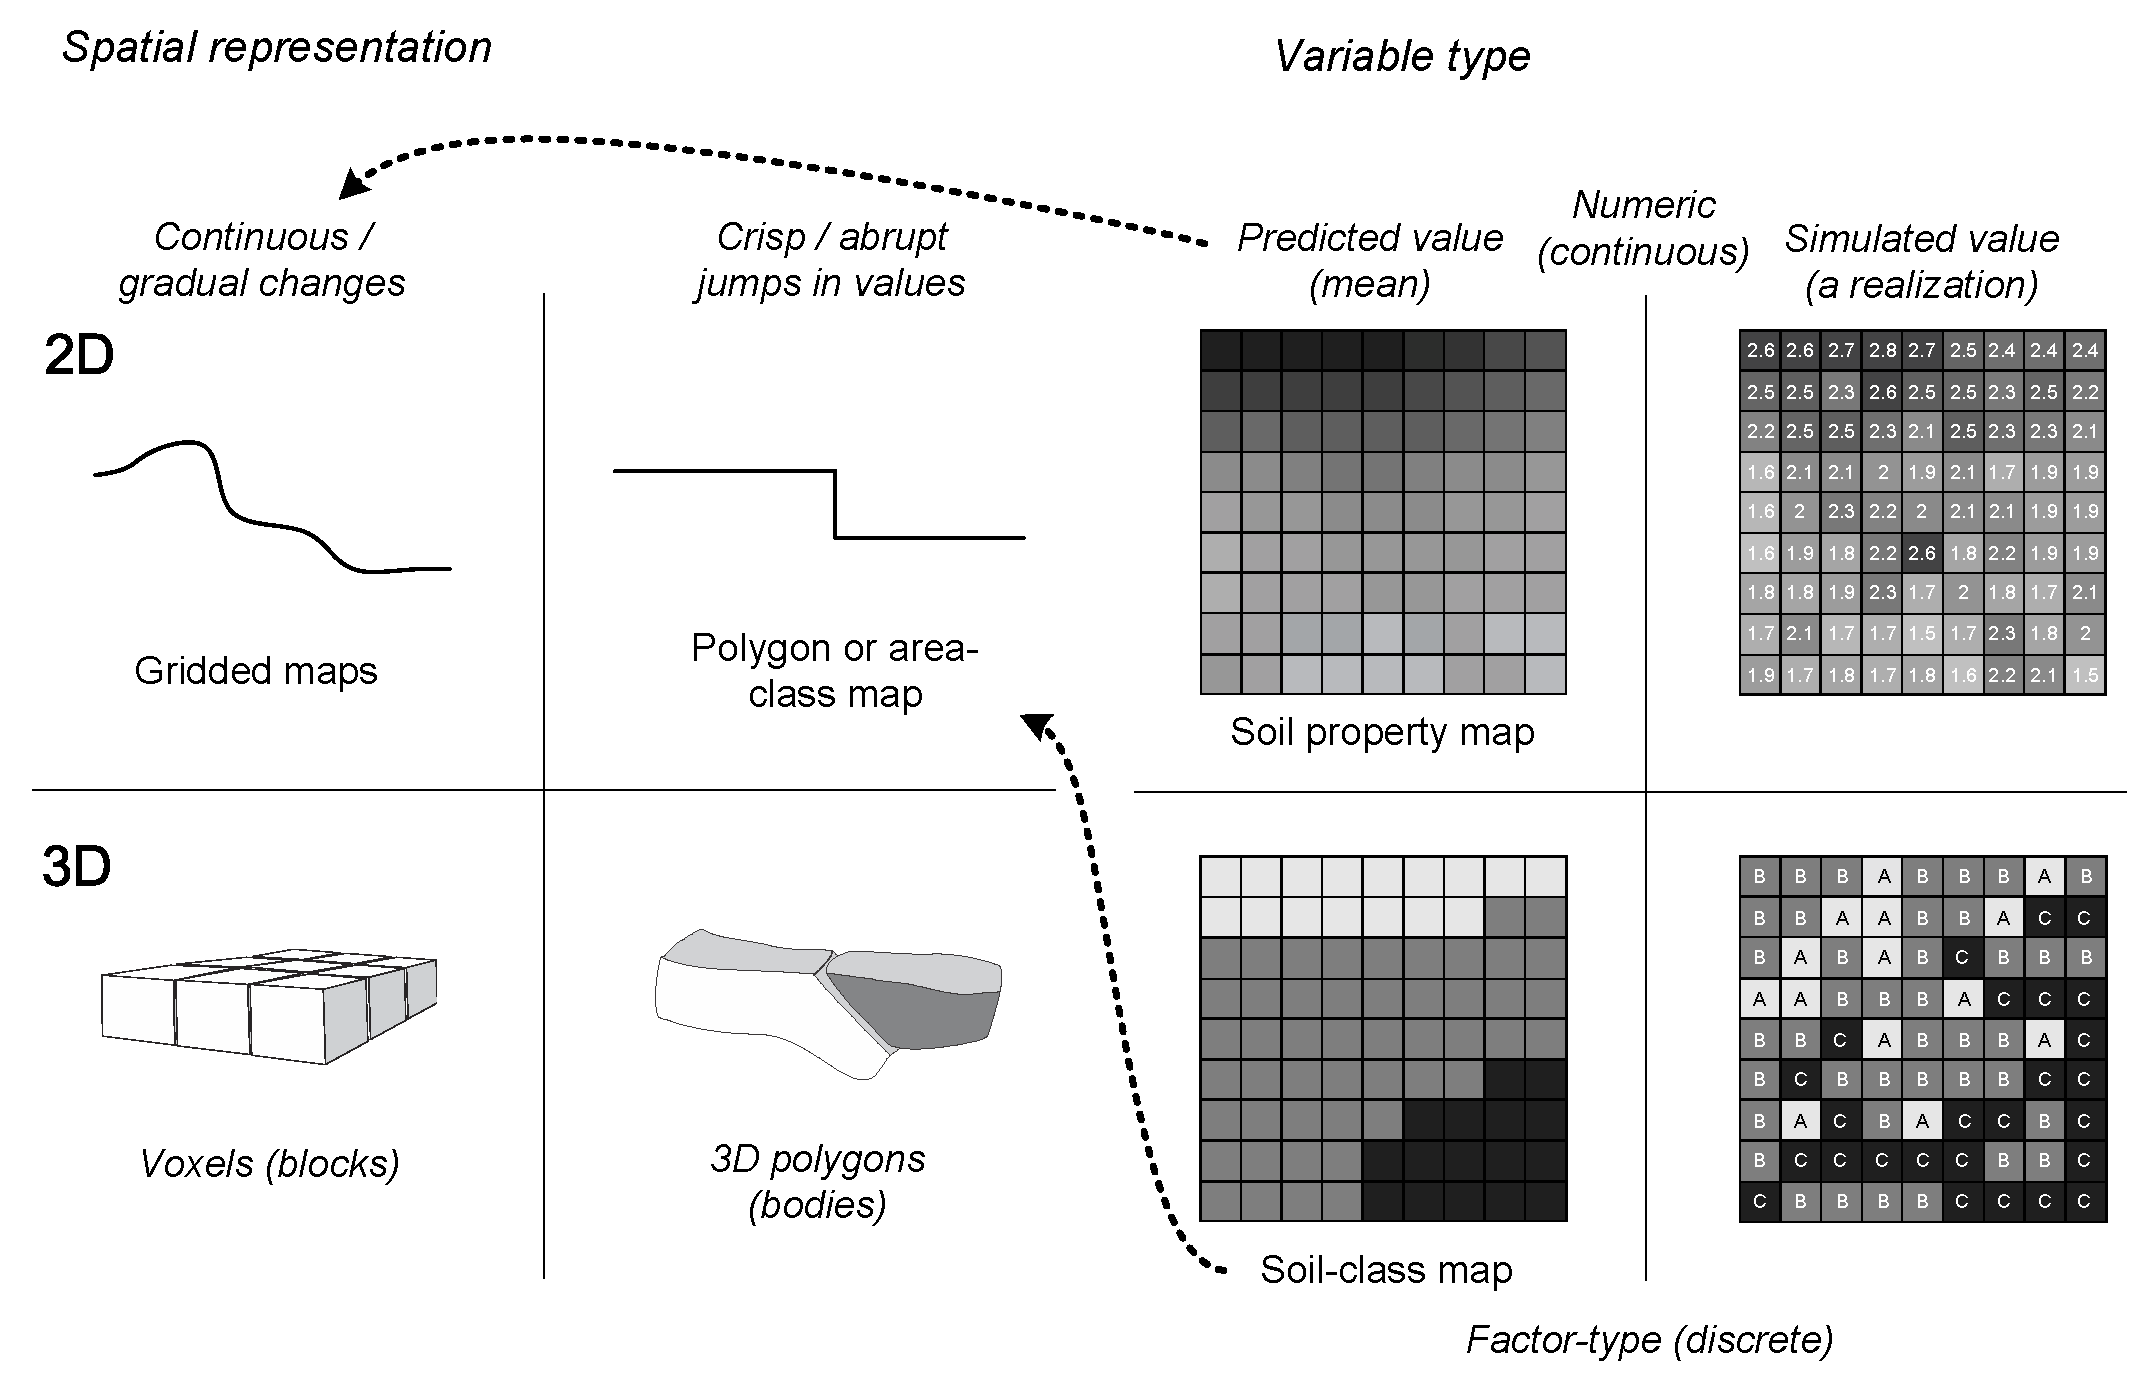 Spatial representation
Variable type
Continuous /
gradual changes
Crisp / abrupt
jumps in values
Predicted value
(mean)
Numeric
(continuous)
Simulated value
(a realization)
2D
Gridded maps
Polygon or area-
class map
Soil property map
2.6 2.6 2.7 2.8 2.7 2.5 2.4 2.4 2.4
2.5 2.5 2.3 2.6 2.5 2.5 2.3 2.5 2.2
2.2 2.5 2.5 2.3 2.1 2.5 2.3 2.3 2.1
1.6 2.1 2.1 2 1.9 2.1 1.7 1.9 1.9
1.6 2 2.3 2.2 2 2.1 2.1 1.9 1.9
1.6 1.9 1.8 2.2 2.6 1.8 2.2 1.9 1.9
1.8 1.8 1.9 2.3 1.7 2 1.8 1.7 2.1
1.7 2.1 1.7 1.7 1.5 1.7 2.3 1.8 2
1.9 1.7 1.8 1.7 1.8 1.6 2.2 2.1 1.5
3D
Voxels (blocks)
3D polygons
(bodies)
Soil-class map
B B B A B B B A B
B B A A B B A C C
B A B A B C B B B
A A B B B A C C C
B B C A B B B A C
B C B B B B B C C
B A C B A C C B C
B C C C C C B B C
C B B B B C C C C
Factor-type (discrete)